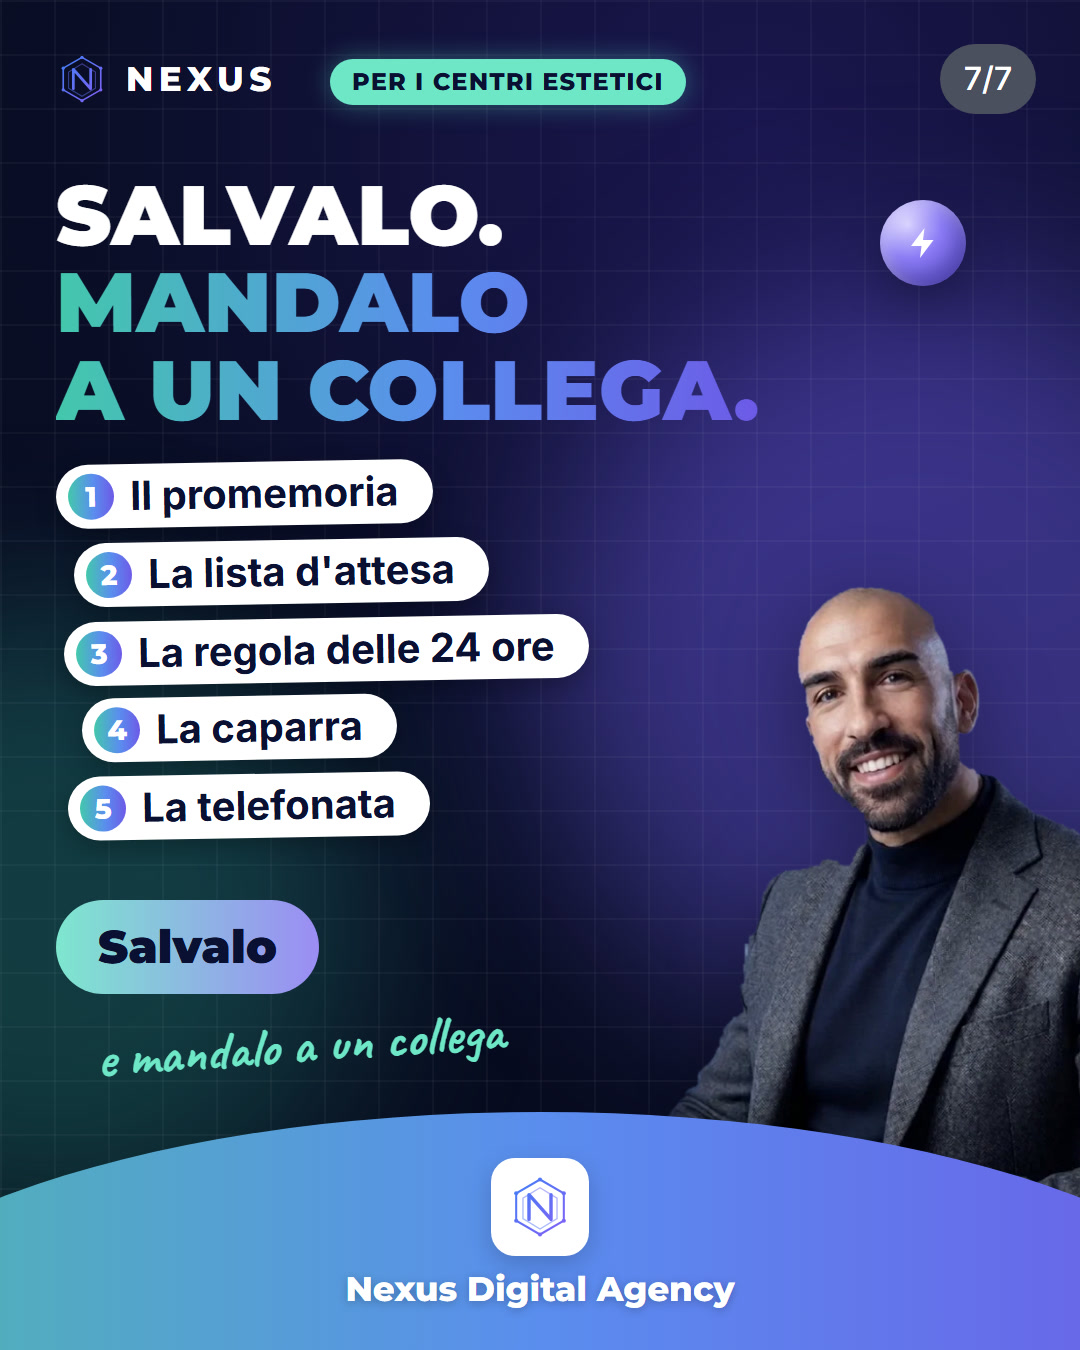 NEXUS
PER I CENTRI ESTETICI
7/7
SALVALO.
MANDALO
A UN COLLEGA.
1 Il promemoria
2 La lista d'attesa
3 La regola delle 24 ore
4 La caparra
5 La telefonata
Salvalo
e mandalo a un collega
N
Nexus Digital Agency